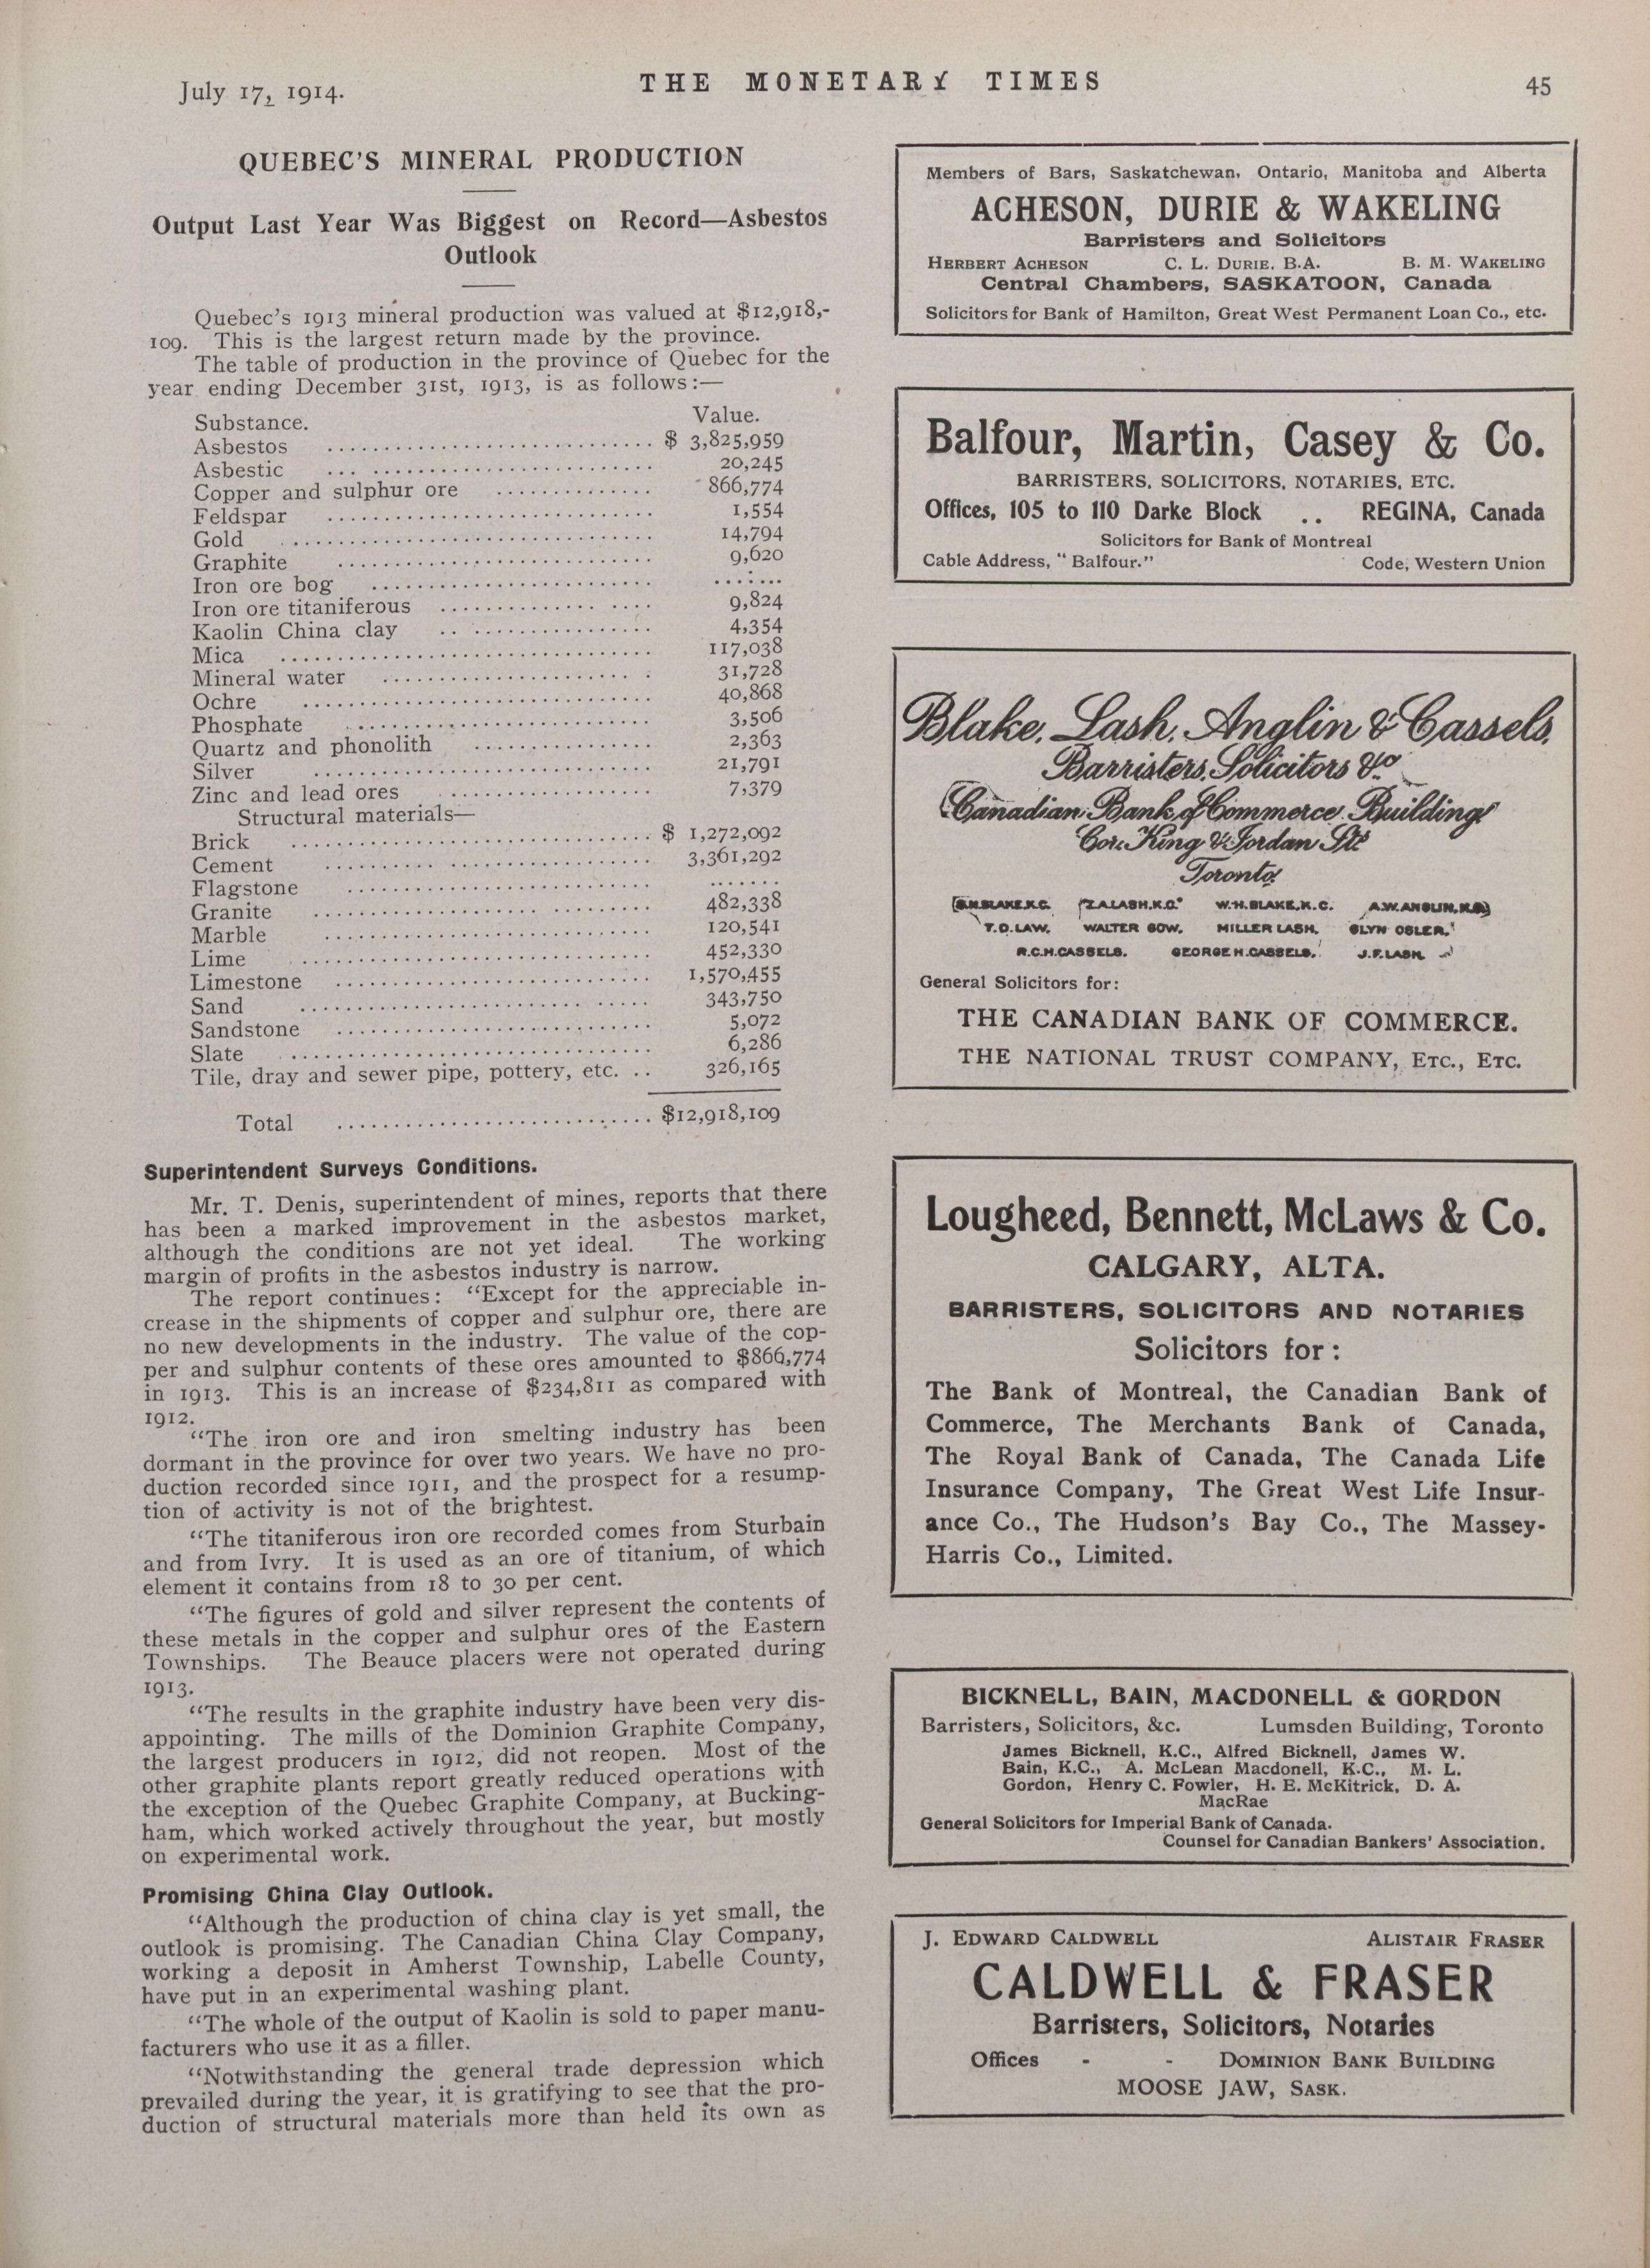 July 17, 1914.
THE MONETARY TIMES
45
QUEBEC'S MINERAL PRODUCTION
Output Last Year Was Biggest on Record—Asbestos
Outlook
Quebec's 1913 mineral production was valued at $12,918,-
109. This is the largest return made by the province.
The table of production in the province of Quebec for the
year ending December 31st, 1913, is as follows:—
Substance. Value.
Asbestos $ 3,825,959
Asbestic 20,245
Copper and sulphur ore 866,774
Feldspar 1,554
Gold 14,794
Graphite 9,620
Iron ore bog .......
Iron ore titaniferous 9,824
Kaolin China clay 4,354
Mica 117,038
Mineral water 31,728
Ochre 40,868
Phosphate 3,506
Quartz and phonolith 2,363
Silver 21,791
Zinc and lead ores 7,379
Structural materials—
Brick $ 1,272,092
Cement 3,361,292
Flagstone .......
Granite 482,338
Marble 120,541
Lime 452,330
Limestone 1,570,455
Sand 343,750
Sandstone 5,072
Slate 6,286
Tile, dray and sewer pipe, pottery, etc. .. 326,165
Total $12,918,109
Superintendent Surveys Conditions.
Mr. T. Denis, superintendent of mines, reports that there
has been a marked improvement in the asbestos market,
although the conditions are not yet ideal. The working
margin of profits in the asbestos industry is narrow.
The report continues: "Except for the appreciable in-
crease in the shipments of copper and sulphur ore, there are
no new developments in the industry. The value of the cop-
per and sulphur contents of these ores amounted to $866,774
in 1913. This is an increase of $234,811 as compared with
1912.
"The iron ore and iron smelting industry has been
dormant in the province for over two years. We have no pro-
duction recorded since 1911, and the prospect for a resump-
tion of activity is not of the brightest.
"The titaniferous iron ore recorded comes from Sturbain
and from Ivry. It is used as an ore of titanium, of which
element it contains from 18 to 30 per cent.
"The figures of gold and silver represent the contents of
these metals in the copper and sulphur ores of the Eastern
Townships. The Beauce placers were not operated during
1913.
"The results in the graphite industry have been very dis-
appointing. The mills of the Dominion Graphite Company,
the largest producers in 1912, did not reopen. Most of the
other graphite plants report greatly reduced operations with
the exception of the Quebec Graphite Company, at Bucking-
ham, which worked actively throughout the year, but mostly
on experimental work.
Promising China Clay Outlook.
"Although the production of china clay is yet small, the
outlook is promising. The Canadian China Clay Company,
working a deposit in Amherst Township, Labelle County,
have put in an experimental washing plant.
"The whole of the output of Kaolin is sold to paper manu-
facturers who use it as a filler.
"Notwithstanding the general trade depression which
prevailed during the year, it is gratifying to see that the pro-
duction of structural materials more than held its own as
Members of Bars, Saskatchewan, Ontario, Manitoba and Alberta
ACHESON, DURIE & WAKELING
Barristers and Solicitors
HERBERT ACHESON C. L. DURIE, B.A. B. M. WAKELING
Central Chambers, SASKATOON, Canada
Solicitors for Bank of Hamilton, Great West Permanent Loan Co., etc.
Balfour, Martin, Casey & Co.
BARRISTERS, SOLICITORS, NOTARIES, ETC.
Offices, 105 to 110 Darke Block .. REGINA, Canada
Solicitors for Bank of Montreal
Cable Address, "Balfour." Code, Western Union
Blake, Lash, Anglin & Cassels,
Barristers, Solicitors &c
Canadian Bank of Commerce Building
Cor. King & Jordan Sts
Toronto
S.H.BLAKE,K.C. Z.A.LASH,K.C. W.H.BLAKE,K.C. A.W.ANGLIN,K.C.
T.D.LAW, WALTER GOW, MILLER LASH, GLYN OSLER,
R.C.H.CASSELS, GEORGE H.CASSELS, J.F.LASH,
General Solicitors for:
THE CANADIAN BANK OF COMMERCE.
THE NATIONAL TRUST COMPANY, ETC., ETC.
Lougheed, Bennett, McLaws & Co.
CALGARY, ALTA.
BARRISTERS, SOLICITORS AND NOTARIES
Solicitors for:
The Bank of Montreal, the Canadian Bank of
Commerce, The Merchants Bank of Canada,
The Royal Bank of Canada, The Canada Life
Insurance Company, The Great West Life Insur-
ance Co., The Hudson's Bay Co., The Massey-
Harris Co., Limited.
BICKNELL, BAIN, MACDONELL & GORDON
Barristers, Solicitors, &c. Lumsden Building, Toronto
James Bicknell, K.C., Alfred Bicknell, James W.
Bain, K.C., A. McLean Macdonell, K.C., M. L.
Gordon, Henry C. Fowler, H. E. McKitrick, D. A.
MacRae
General Solicitors for Imperial Bank of Canada.
Counsel for Canadian Bankers' Association.
J. EDWARD CALDWELL ALISTAIR FRASER
CALDWELL & FRASER
Barristers, Solicitors, Notaries
Offices - - DOMINION BANK BUILDING
MOOSE JAW, SASK.